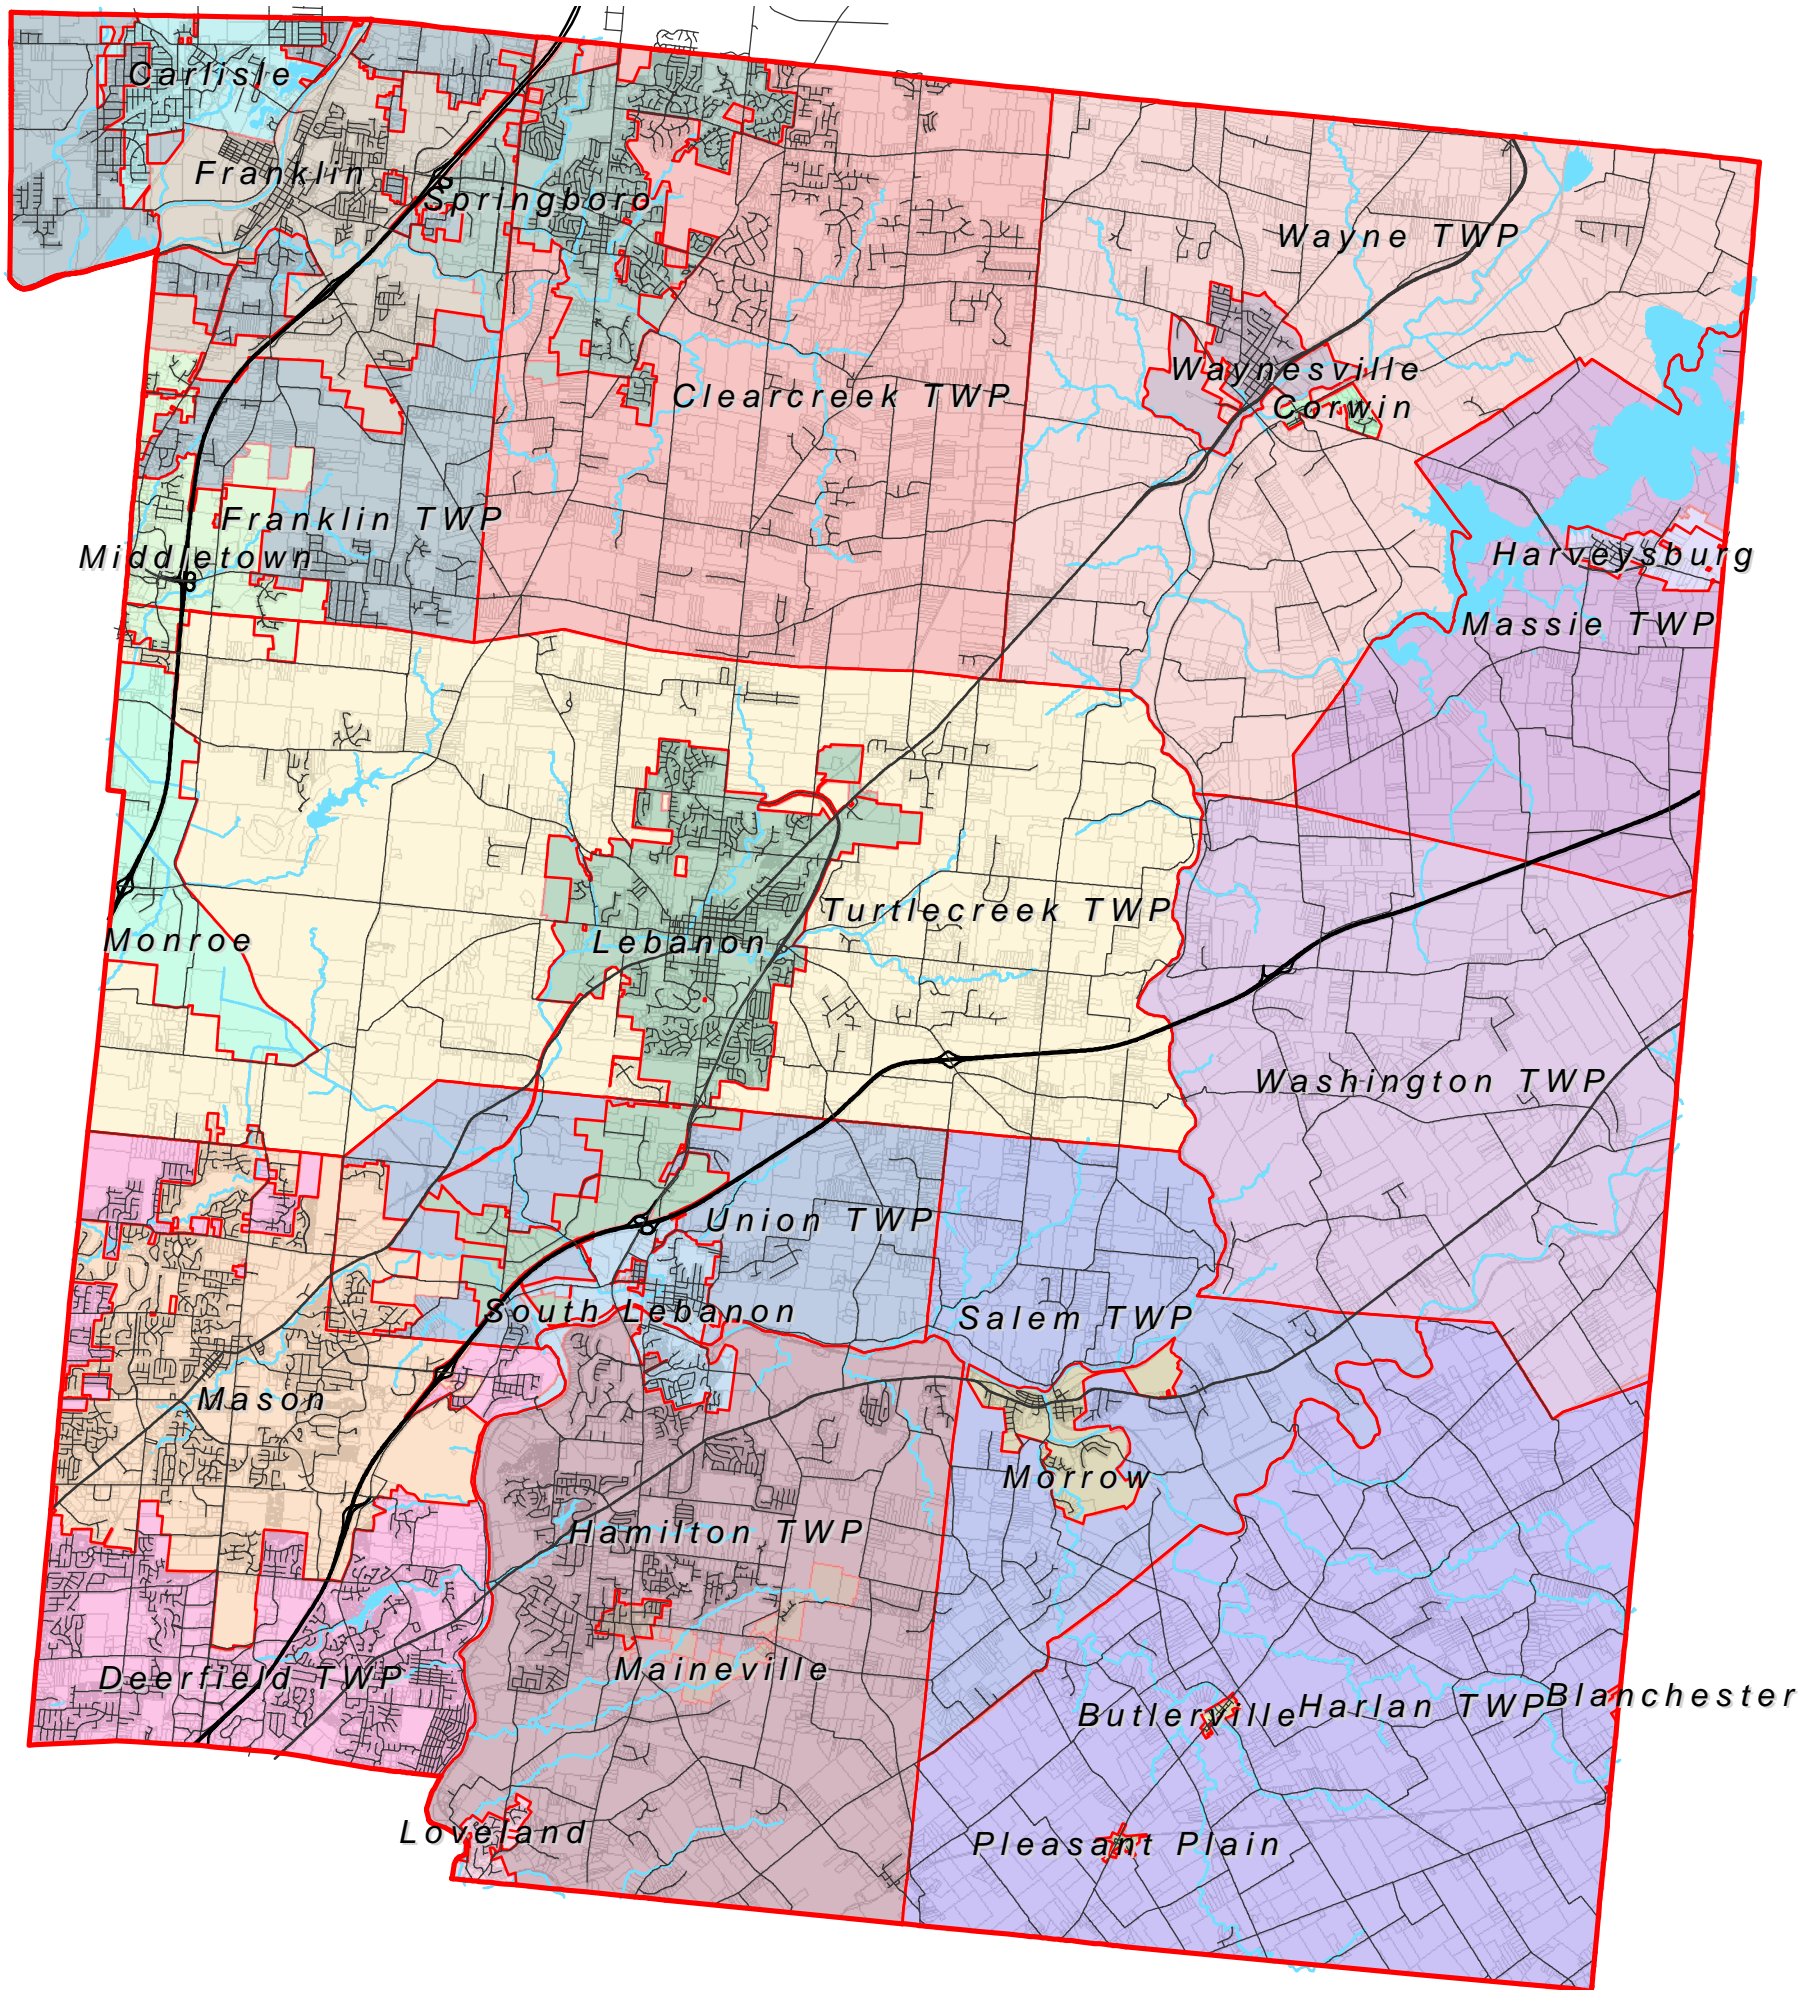 Carlisle
Franklin
Springboro
Wayne TWP
Waynesville
Clearcreek TWP
Corwin
Franklin TWP
Middletown
Harveysburg
Massie TWP
Turtlecreek TWP
Lebanon
Monroe
Washington TWP
Union TWP
South Lebanon
Salem TWP
Mason
Morrow
Hamilton TWP
Maineville
Deerfield TWP
Butlerville
Harlan TWP
Blanchester
Loveland
Pleasant Plain